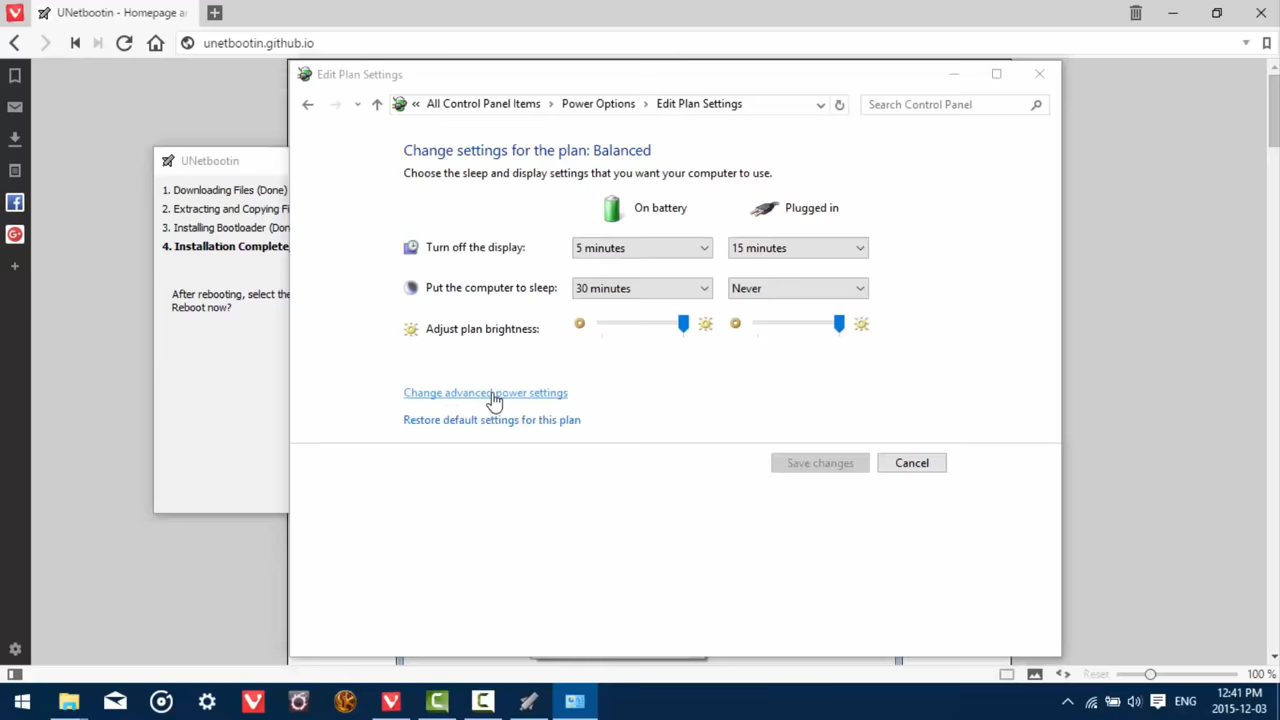 UNetbootin - Homepage a
unetbootin.github.io
Edit Plan Settings
« All Control Panel Items > Power Options > Edit Plan Settings
Search Control Panel
UNetbootin
1. Downloading Files (Done)
2. Extracting and Copying Fi
3. Installing Bootloader (Don
4. Installation Complete,
After rebooting, select the
Reboot now?
Change settings for the plan: Balanced
Choose the sleep and display settings that you want your computer to use.
On battery
Plugged in
Turn off the display:
5 minutes
15 minutes
Put the computer to sleep:
30 minutes
Never
Adjust plan brightness:
Change advanced power settings
Restore default settings for this plan
Save changes
Cancel
Reset
100 %
ENG
12:41 PM
2015-12-03